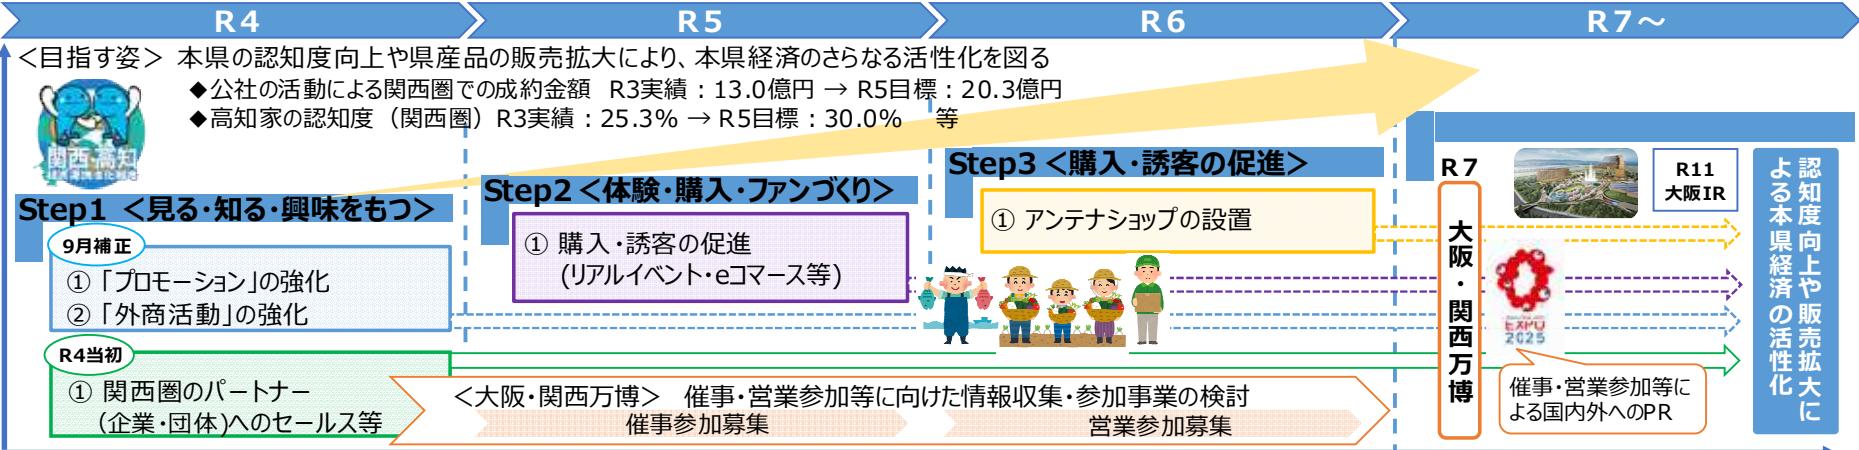 R4
R5
R6
R7～
＜目指す姿＞ 本県の認知度向上や県産品の販売拡大により、本県経済のさらなる活性化を図る
◆公社の活動による関西圏での成約金額 R3実績：13.0億円 → R5目標：20.3億円
◆高知家の認知度（関西圏）R3実績：25.3% → R5目標：30.0% 等
関西・高知
Step1 ＜見る・知る・興味をもつ＞
9月補正
①「プロモーション」の強化
②「外商活動」の強化
R4当初
① 関西圏のパートナー
(企業・団体)へのセールス等
Step2＜体験・購入・ファンづくり＞
① 購入・誘客の促進
(リアルイベント・eコマース等)
Step3＜購入・誘客の促進＞
① アンテナショップの設置
＜大阪・関西万博＞ 催事・営業参加等に向けた情報収集・参加事業の検討
催事参加募集
営業参加募集
R7
大阪・関西万博
R11
大阪IR
EXPO
2025
催事・営業参加等に
よる国内外へのPR
認知度向上や販売拡大に
よる本県経済の活性化